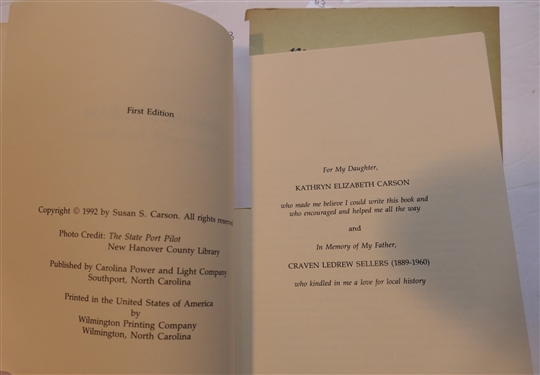 First Edition
Copyright © 1992 by Susan S. Carson. All rights reserved
Photo Credit: The State Port Pilot
New Hanover County Library
Published by Carolina Power and Light Company
Southport, North Carolina
Printed in the United States of America
by
Wilmington Printing Company
Wilmington, North Carolina
For My Daughter,
KATHRYN ELIZABETH CARSON
who made me believe I could write this book and
who encouraged and helped me all the way
and
In Memory of My Father,
CRAVEN LEDREW SELLERS (1889-1960)
who kindled in me a love for local history